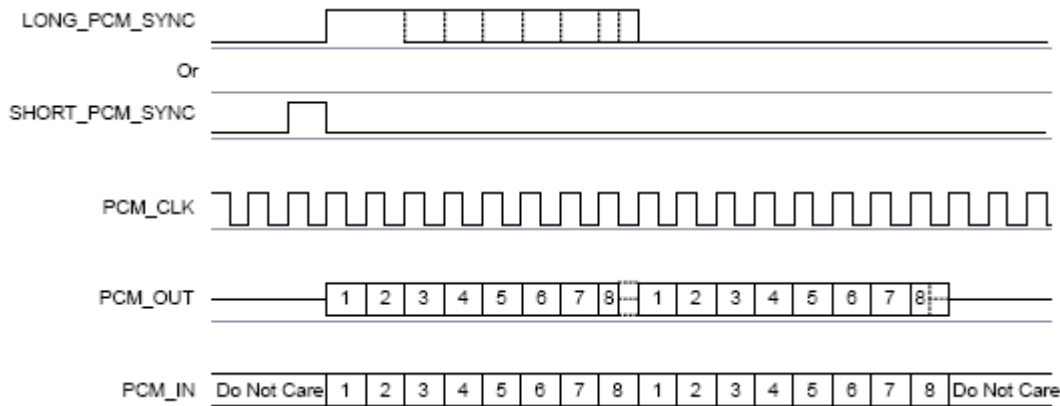 LONG_PCM_SYNC
Or
SHORT_PCM_SYNC
PCM_CLK
PCM_OUT 1 2 3 4 5 6 7 8 1 2 3 4 5 6 7 8
PCM_IN Do Not Care 1 2 3 4 5 6 7 8 1 2 3 4 5 6 7 8 Do Not Care